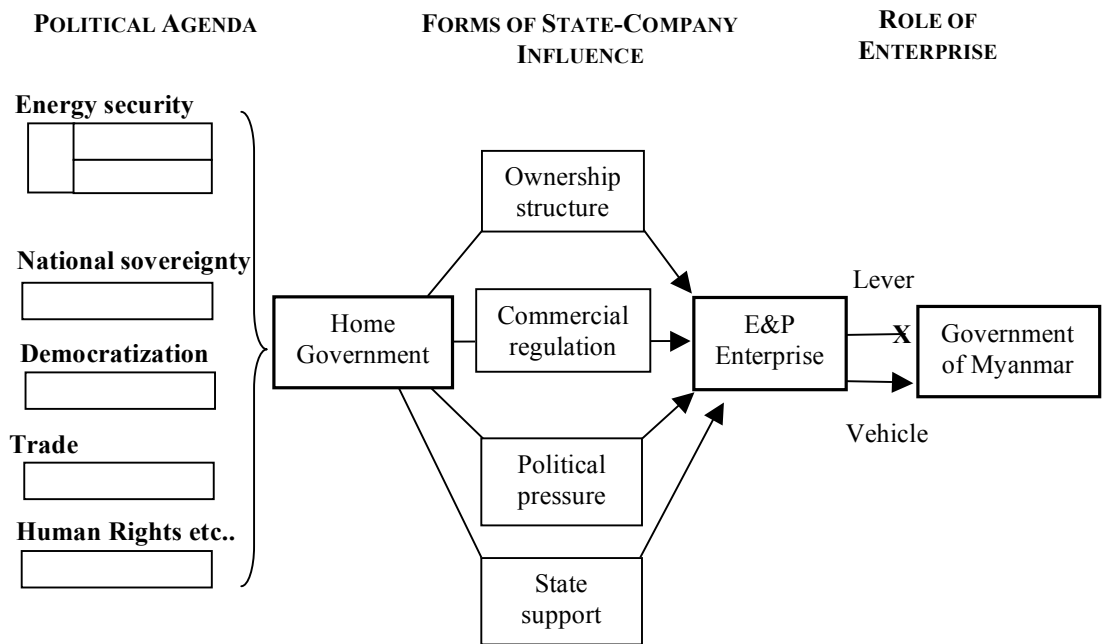 POLITICAL AGENDA
FORMS OF STATE-COMPANY
INFLUENCE
ROLE OF
ENTERPRISE
Energy security
National sovereignty
Democratization
Trade
Human Rights etc..
Home
Government
Ownership
structure
Commercial
regulation
Political
pressure
State
support
E&P
Enterprise
Lever
X
Vehicle
Government
of Myanmar